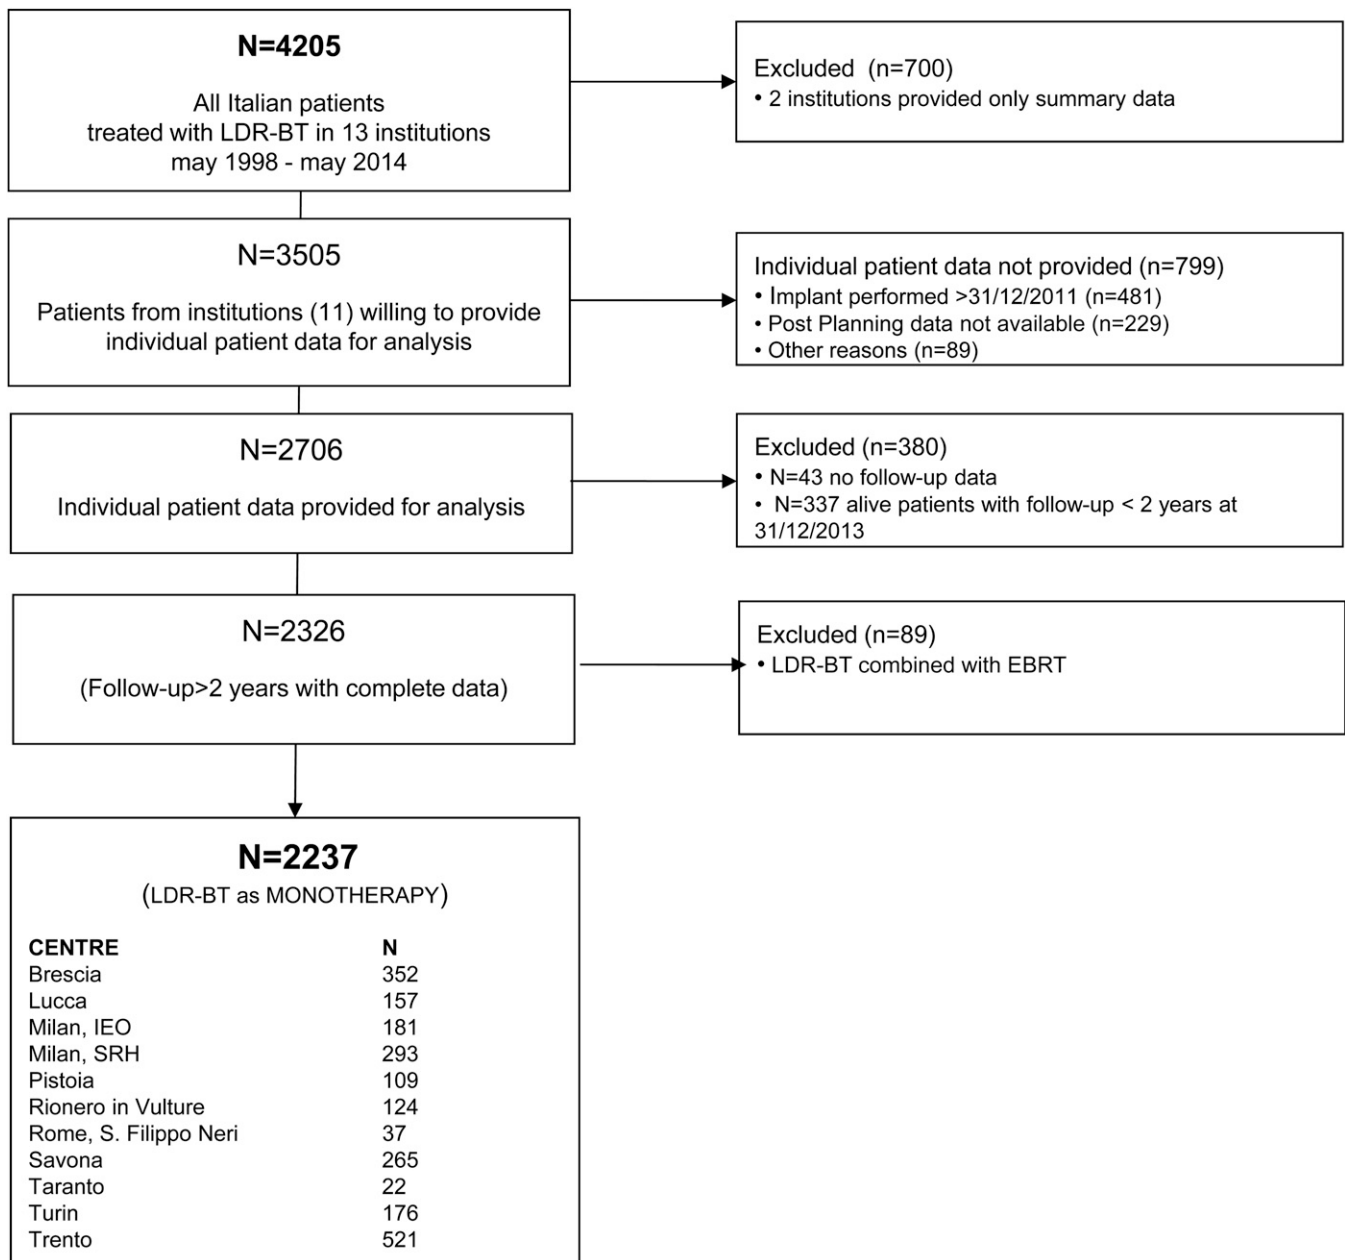 N=4205
All Italian patients
treated with LDR-BT in 13 institutions
may 1998 - may 2014
Excluded (n=700)
• 2 institutions provided only summary data
N=3505
Patients from institutions (11) willing to provide
individual patient data for analysis
Individual patient data not provided (n=799)
• Implant performed >31/12/2011 (n=481)
• Post Planning data not available (n=229)
• Other reasons (n=89)
N=2706
Individual patient data provided for analysis
Excluded (n=380)
• N=43 no follow-up data
• N=337 alive patients with follow-up < 2 years at
31/12/2013
N=2326
(Follow-up>2 years with complete data)
Excluded (n=89)
• LDR-BT combined with EBRT
N=2237
(LDR-BT as MONOTHERAPY)
CENTRE N
Brescia 352
Lucca 157
Milan, IEO 181
Milan, SRH 293
Pistoia 109
Rionero in Vulture 124
Rome, S. Filippo Neri 37
Savona 265
Taranto 22
Turin 176
Trento 521